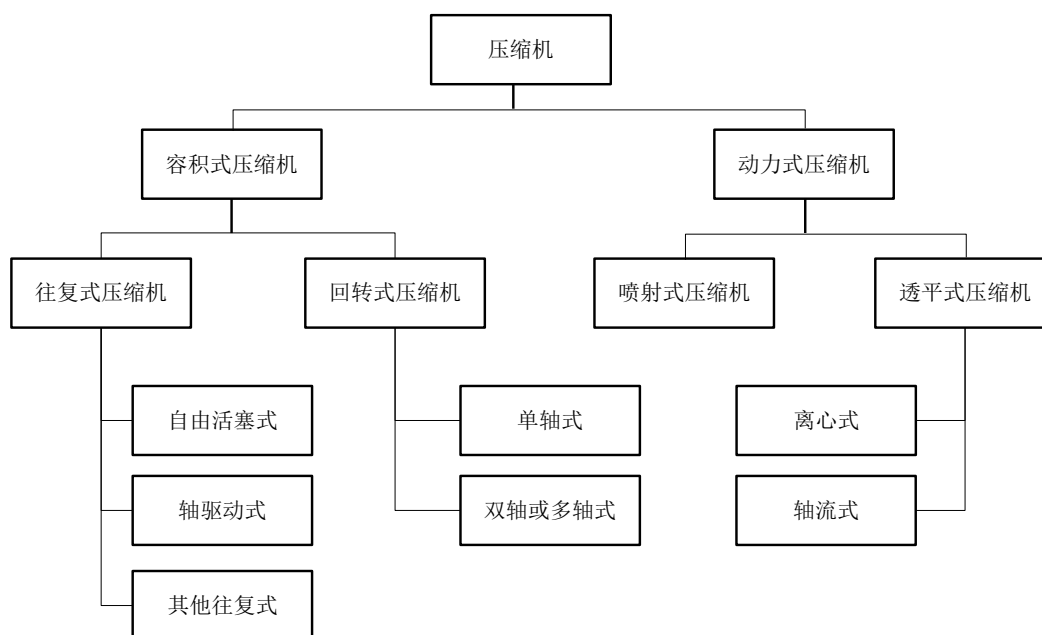 压缩机
容积式压缩机
动力式压缩机
往复式压缩机
回转式压缩机
喷射式压缩机
透平式压缩机
自由活塞式
单轴式
离心式
轴驱动式
双轴或多轴式
轴流式
其他往复式